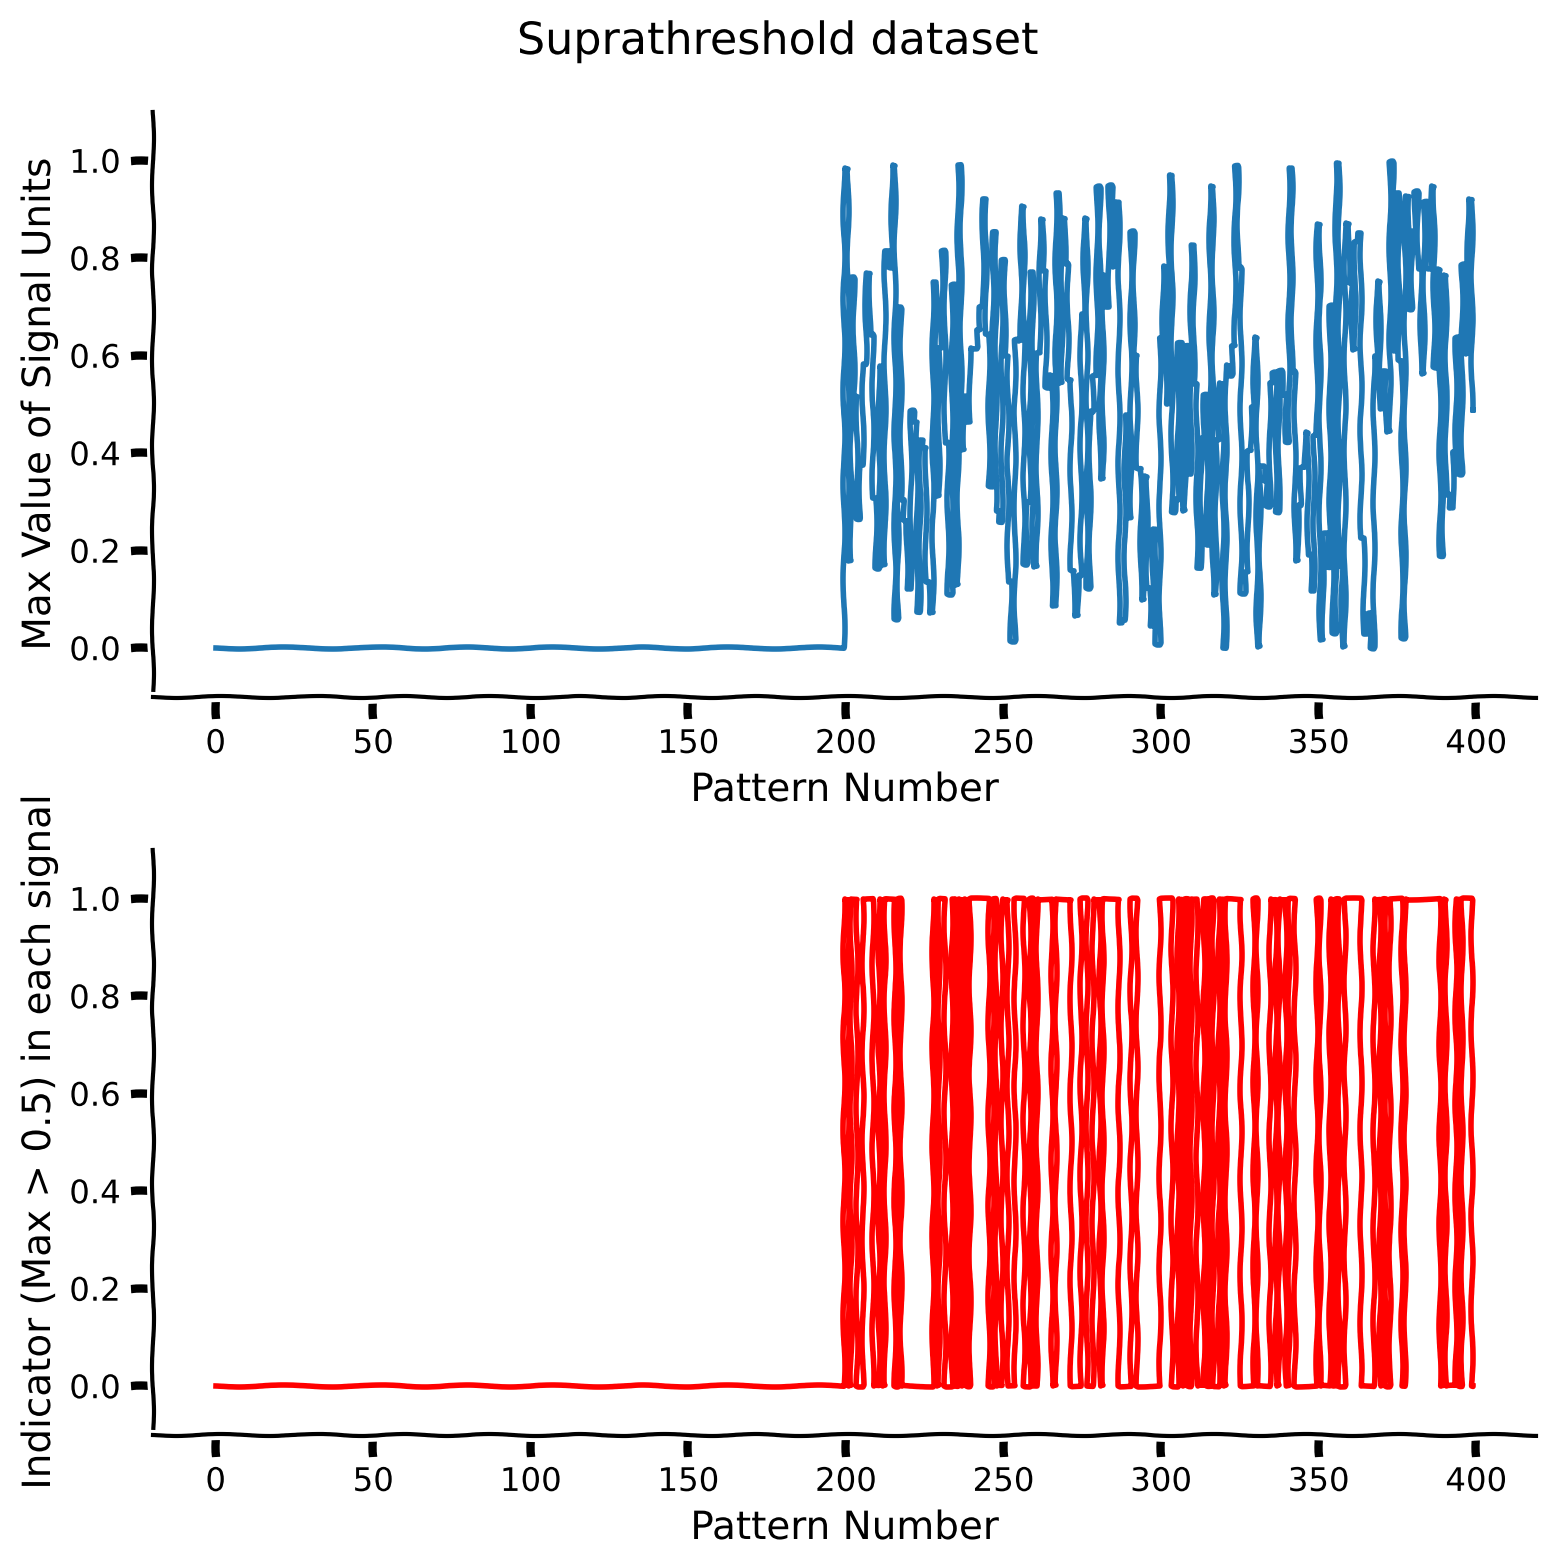 Suprathreshold dataset
Max Value of Signal Units
1.0
0.8
0.6
0.4
0.2
0.0
0 50 100 150 200 250 300 350 400
Pattern Number
Indicator (Max > 0.5) in each signal
1.0
0.8
0.6
0.4
0.2
0.0
0 50 100 150 200 250 300 350 400
Pattern Number